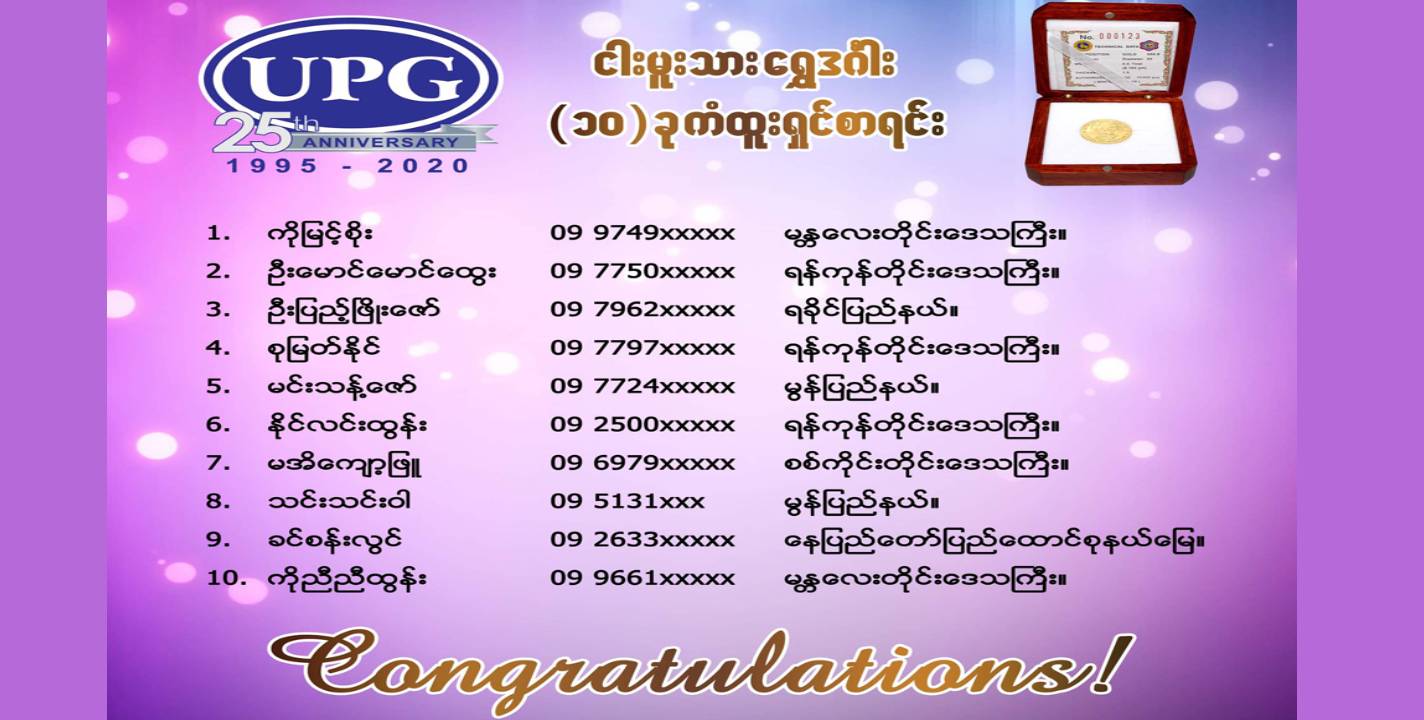 UPG
25th
ANNIVERSARY
1995 - 2020
ငါးမူးသားရွှေဒင်္ဂါး
(၁၀) ခုကံထူးရှင်စာရင်း
No. 000123
TECHNICAL DATA
1. ကိုမြင့်စိုး 09 9749xxxxx မန္တလေးတိုင်းဒေသကြီး။
2. ဦးမောင်မောင်ထွေး 09 7750xxxxx ရန်ကုန်တိုင်းဒေသကြီး။
3. ဦးပြည့်ဖြိုးဇော် 09 7962xxxxx ရခိုင်ပြည်နယ်။
4. စုမြတ်နိုင် 09 7797xxxxx ရန်ကုန်တိုင်းဒေသကြီး။
5. မင်းသန့်ဇော် 09 7724xxxxx မွန်ပြည်နယ်။
6. နိုင်လင်းထွန်း 09 2500xxxxx ရန်ကုန်တိုင်းဒေသကြီး။
7. မအိကျော့ဖြူ 09 6979xxxxx စစ်ကိုင်းတိုင်းဒေသကြီး။
8. သင်းသင်းဝါ 09 5131xxx မွန်ပြည်နယ်။
9. ခင်စန်းလွင် 09 2633xxxxx နေပြည်တော်ပြည်ထောင်စုနယ်မြေ။
10. ကိုညီညီထွန်း 09 9661xxxxx မန္တလေးတိုင်းဒေသကြီး။
Congratulations!